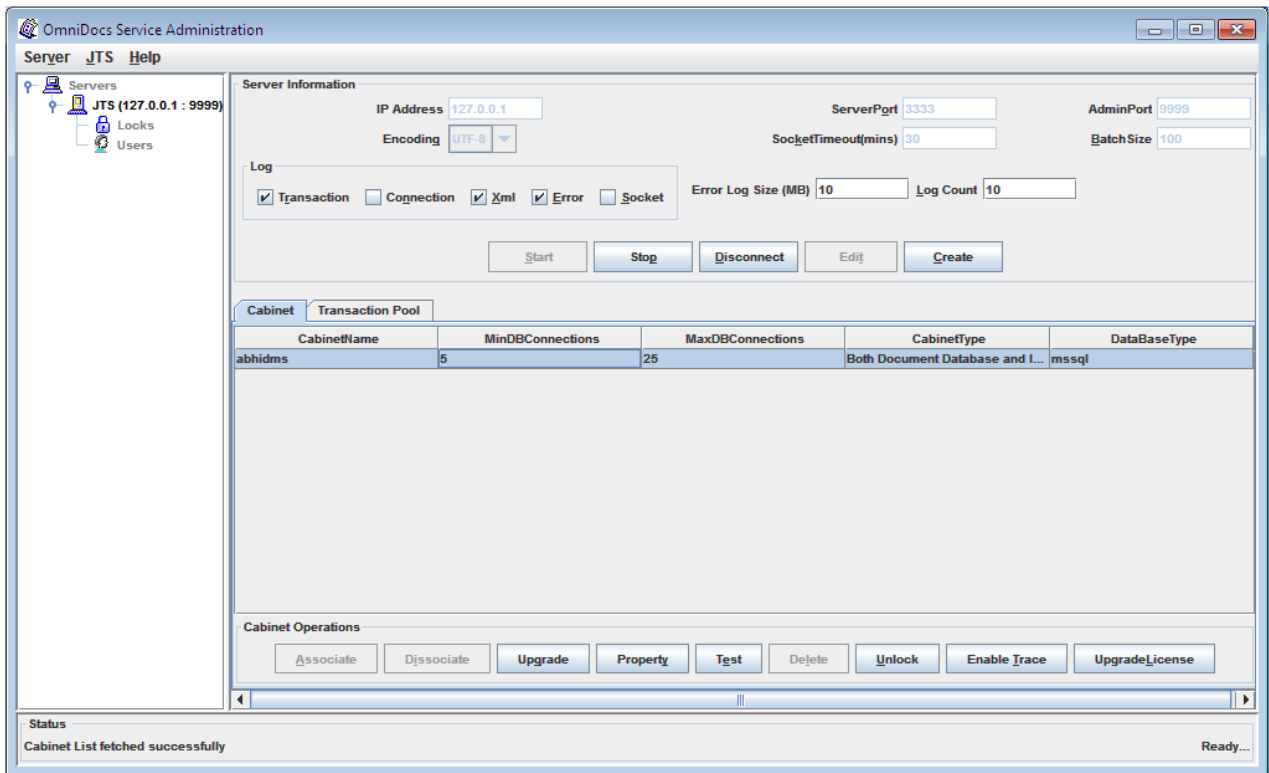 OmniDocs Service Administration
Server JTS Help
Servers
JTS (127.0.0.1 : 9999)
Locks
Users
Server Information
IP Address 127.0.0.1 ServerPort 3333 AdminPort 9999
Encoding UTF-8 SocketTimeout(mins) 30 BatchSize 100
Log
Transaction Connection Xml Error Socket Error Log Size (MB) 10 Log Count 10
Start Stop Disconnect Edit Create
Cabinet Transaction Pool
CabinetName MinDBConnections MaxDBConnections CabinetType DataBaseType
abhidms 5 25 Both Document Database and I... mssql
Cabinet Operations
Associate Dissociate Upgrade Property Test Delete Unlock Enable Trace UpgradeLicense
Status
Cabinet List fetched successfully Ready...